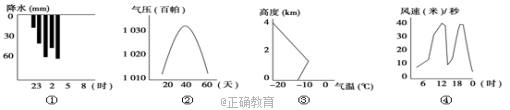 降水(mm)
0
30
60
23 2 5 8 (时)
①
气压(百帕)
1 030
1 020
1 010
20 40 60 (天)
②
高度(km)
4
2
0
-20 -10 0 气温(℃)
③
风速(米)/秒
40
30
20
10
0
6 12 18 0 (时)
④
@正确教育